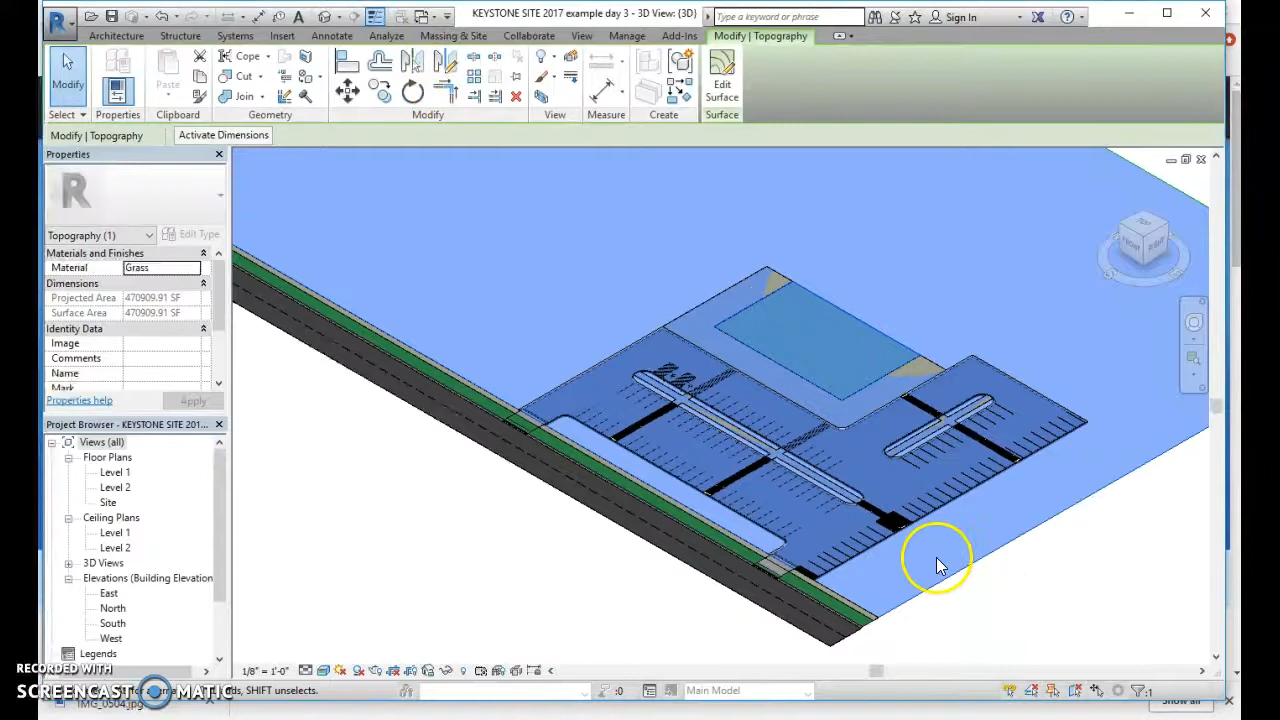 KEYSTONE SITE 2017 example day 3 - 3D View: {3D}
Type a keyword or phrase
Sign In
Architecture Structure Systems Insert Annotate Analyze Massing & Site Collaborate View Manage Add-Ins Modify | Topography
Modify
Paste
Cope
Cut
Join
Edit
Surface
Select Properties Clipboard Geometry Modify View Measure Create Surface
Modify | Topography Activate Dimensions
Properties
R
Topography (1) Edit Type
Materials and Finishes
Material Grass
Dimensions
Projected Area 470909.91 SF
Surface Area 470909.91 SF
Identity Data
Image
Comments
Name
Mark
Properties help Apply
Project Browser - KEYSTONE SITE 201...
Views (all)
Floor Plans
Level 1
Level 2
Site
Ceiling Plans
Level 1
Level 2
3D Views
Elevations (Building Elevation
East
North
South
West
Legends
TOP
FRONT
RIGHT
1/8" = 1'-0"
RECORDED WITH
SCREENCAST MATIC
ds, SHIFT unselects.
:0
Main Model
:1
IMG_0504.jpg
Show all